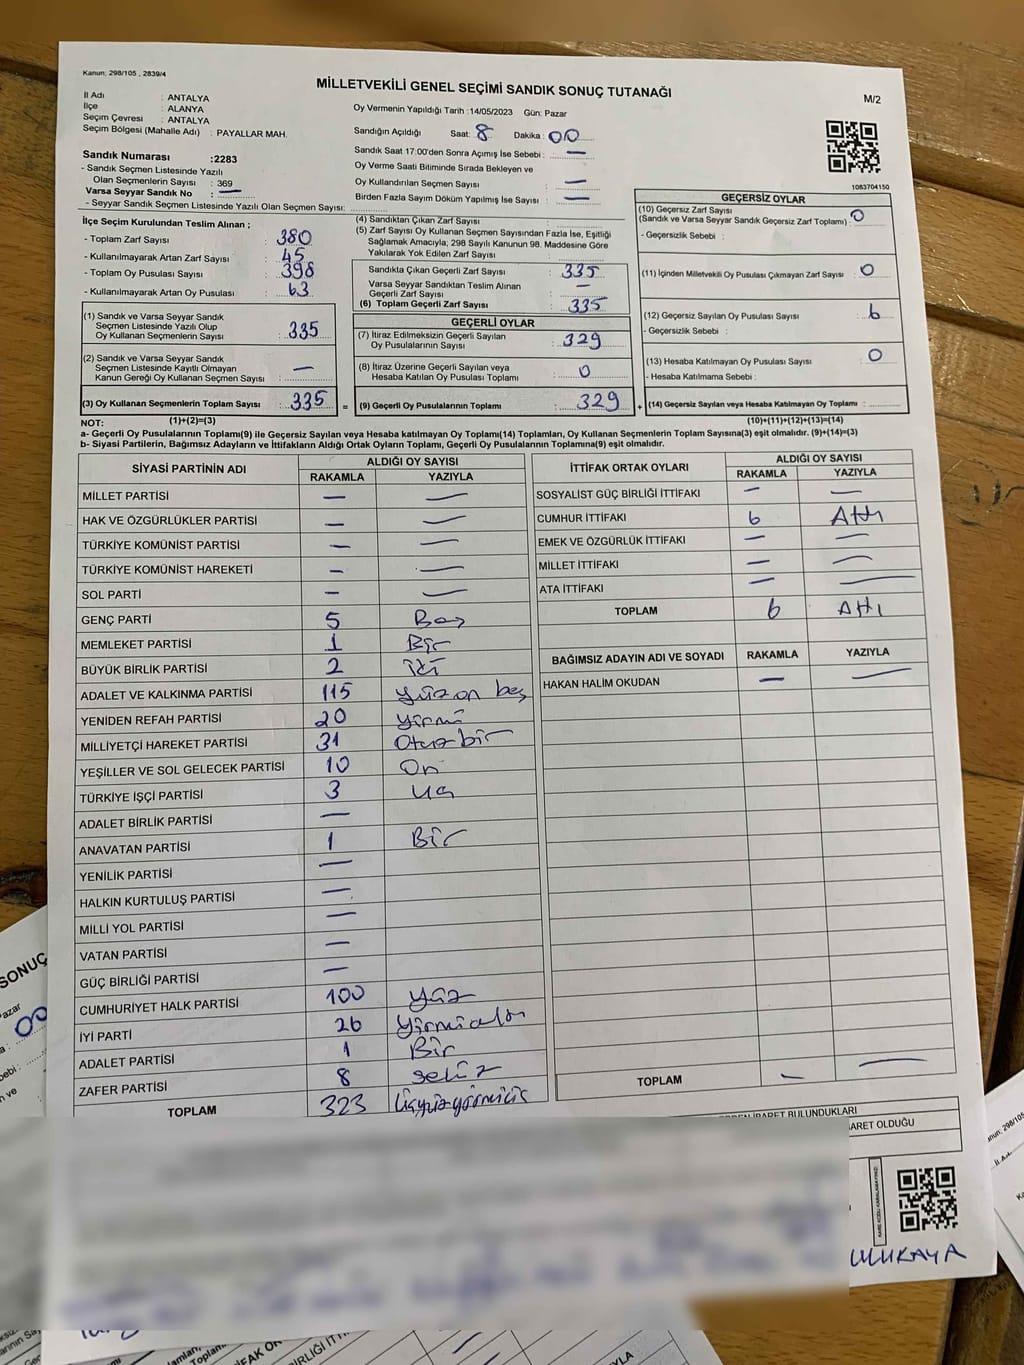 Kanun; 298/105 , 2839/4
MİLLETVEKİLİ GENEL SEÇİMİ SANDIK SONUÇ TUTANAĞI
M/2
İl Adı : ANTALYA
İlçe : ALANYA
Seçim Çevresi : ANTALYA
Seçim Bölgesi (Mahalle Adı) : PAYALLAR MAH.
Oy Vermenin Yapıldığı Tarih :14/05/2023 Gün: Pazar
Sandığın Açıldığı Saat: 8 Dakika: 00
Sandık Saat 17:00'den Sonra Açımış İse Sebebi : —
Oy Verme Saati Bitiminde Sırada Bekleyen ve
Oy Kullandırılan Seçmen Sayısı : —
Birden Fazla Sayım Döküm Yapılmış İse Sayısı : —
1083704150
Sandık Numarası :2283
- Sandık Seçmen Listesinde Yazılı
Olan Seçmenlerin Sayısı : 369
Varsa Seyyar Sandık No : —
- Seyyar Sandık Seçmen Listesinde Yazılı Olan Seçmen Sayısı:
İlçe Seçim Kurulundan Teslim Alınan ;
- Toplam Zarf Sayısı : 380
- Kullanılmayarak Artan Zarf Sayısı : 45
- Toplam Oy Pusulası Sayısı : 398
- Kullanılmayarak Artan Oy Pusulası : 63
(1) Sandık ve Varsa Seyyar Sandık
Seçmen Listesinde Yazılı Olup
Oy Kullanan Seçmenlerin Sayısı : 335
(2) Sandık ve Varsa Seyyar Sandık
Seçmen Listesinde Kayıtlı Olmayan
Kanun Gereği Oy Kullanan Seçmen Sayısı : —
(3) Oy Kullanan Seçmenlerin Toplam Sayısı : 335
(1)+(2)=(3)
(4) Sandıktan Çıkan Zarf Sayısı :
(5) Zarf Sayısı Oy Kullanan Seçmen Sayısından Fazla İse, Eşitliği
Sağlamak Amacıyla; 298 Sayılı Kanunun 98. Maddesine Göre
Yakılarak Yok Edilen Zarf Sayısı :
Sandıkta Çıkan Geçerli Zarf Sayısı : 335
Varsa Seyyar Sandıktan Teslim Alınan
Geçerli Zarf Sayısı : —
(6) Toplam Geçerli Zarf Sayısı : 335
GEÇERLİ OYLAR
(7) İtiraz Edilmeksizin Geçerli Sayılan
Oy Pusulalarının Sayısı : 329
(8) İtiraz Üzerine Geçerli Sayılan veya
Hesaba Katılan Oy Pusulası Toplamı : 0
= (9) Geçerli Oy Pusulalarının Toplamı : 329
GEÇERSİZ OYLAR
(10) Geçersiz Zarf Sayısı : 0
(Sandık ve Varsa Seyyar Sandık Geçersiz Zarf Toplamı)
- Geçersizlik Sebebi :
(11) İçinden Milletvekili Oy Pusulası Çıkmayan Zarf Sayısı : 0
(12) Geçersiz Sayılan Oy Pusulası Sayısı : 6
- Geçersizlik Sebebi :
(13) Hesaba Katılmayan Oy Pusulası Sayısı : 0
- Hesaba Katılmama Sebebi :
+ (14) Geçersiz Sayılan veya Hesaba Katılmayan Oy Toplamı :
(10)+(11)+(12)+(13)=(14)
NOT:
a- Geçerli Oy Pusulalarının Toplamı(9) ile Geçersiz Sayılan veya Hesaba katılmayan Oy Toplamı(14) Toplamları, Oy Kullanan Seçmenlerin Toplam Sayısına(3) eşit olmalıdır. (9)+(14)=(3)
b- Siyasi Partilerin, Bağımsız Adayların ve İttifakların Aldığı Ortak Oyların Toplamı, Geçerli Oy Pusulalarının Toplamına(9) eşit olmalıdır.
SİYASİ PARTİNİN ADI ALDIĞI OY SAYISI
RAKAMLA YAZIYLA
MİLLET PARTİSİ — —
HAK VE ÖZGÜRLÜKLER PARTİSİ — —
TÜRKİYE KOMÜNİST PARTİSİ — —
TÜRKİYE KOMÜNİST HAREKETİ — —
SOL PARTİ — —
GENÇ PARTİ 5 Beş
MEMLEKET PARTİSİ 1 Bir
BÜYÜK BİRLİK PARTİSİ 2 iki
ADALET VE KALKINMA PARTİSİ 115 yüzon beş
YENİDEN REFAH PARTİSİ 20 yirmi
MİLLİYETÇİ HAREKET PARTİSİ 31 Otuzbir
YEŞİLLER VE SOL GELECEK PARTİSİ 10 On
TÜRKİYE İŞÇİ PARTİSİ 3 üç
ADALET BİRLİK PARTİSİ —
ANAVATAN PARTİSİ 1 Bir
YENİLİK PARTİSİ —
HALKIN KURTULUŞ PARTİSİ —
MİLLİ YOL PARTİSİ —
VATAN PARTİSİ —
GÜÇ BİRLİĞİ PARTİSİ —
CUMHURİYET HALK PARTİSİ 100 yüz
İYİ PARTİ 26 yirmialtı
ADALET PARTİSİ 1 Bir
ZAFER PARTİSİ 8 sekiz
TOPLAM 323 üçyüzyirmiüç
İTTİFAK ORTAK OYLARI ALDIĞI OY SAYISI
RAKAMLA YAZIYLA
SOSYALİST GÜÇ BİRLİĞİ İTTİFAKI — —
CUMHUR İTTİFAKI 6 Altı
EMEK VE ÖZGÜRLÜK İTTİFAKI — —
MİLLET İTTİFAKI — —
ATA İTTİFAKI — —
TOPLAM 6 Altı
BAĞIMSIZ ADAYIN ADI VE SOYADI RAKAMLA YAZIYLA
HAKAN HALİM OKUDAN — —
TOPLAM — —
İBARET BULUNDUKLARI
ARET OLDUĞU
ULUKAYA
SONUÇ
azar
00
ebi :
n ve
298/105
İl Adı
İFAK
BİRLİĞİ İTT
YLA